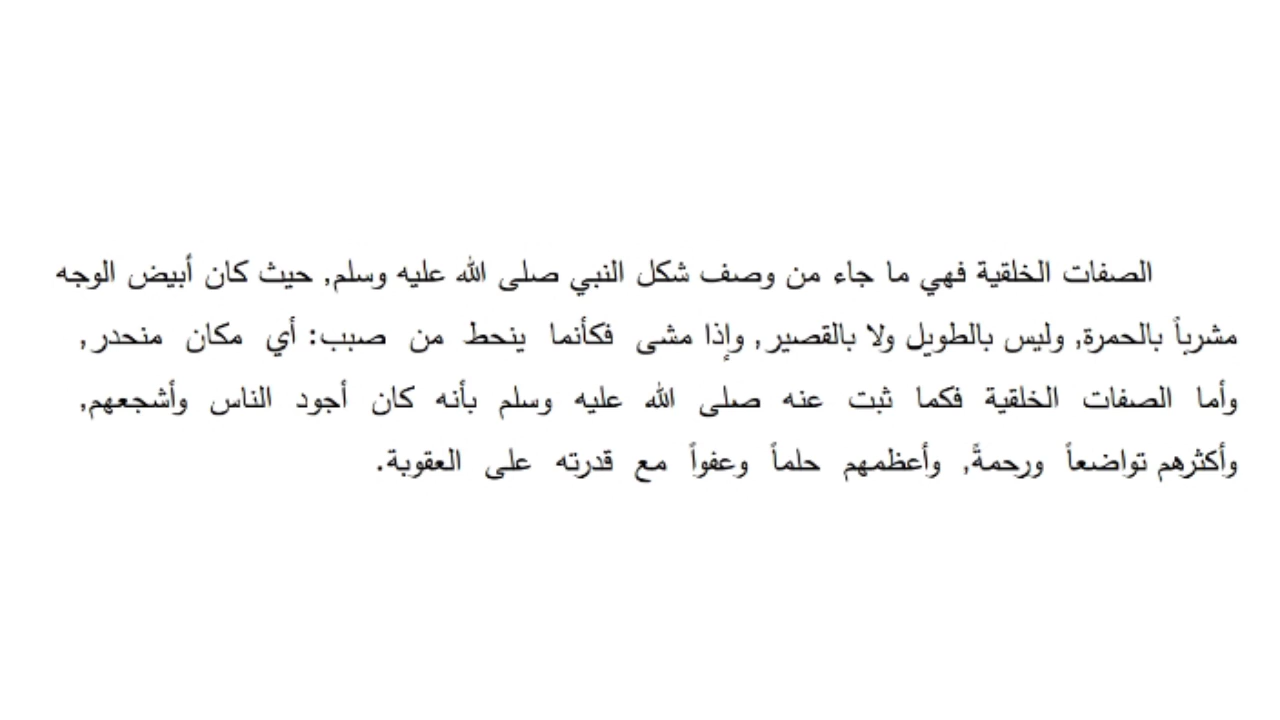 الصفات الخلقية فهي ما جاء من وصف شكل النبي صلى الله عليه وسلم, حيث كان أبيض الوجه
مشرباً بالحمرة, وليس بالطويل ولا بالقصير, وإذا مشى فكأنما ينحط من صبب: أي مكان منحدر,
وأما الصفات الخلقية فكما ثبت عنه صلى الله عليه وسلم بأنه كان أجود الناس وأشجعهم,
وأكثرهم تواضعاً ورحمةً, وأعظمهم حلماً وعفواً مع قدرته على العقوبة.